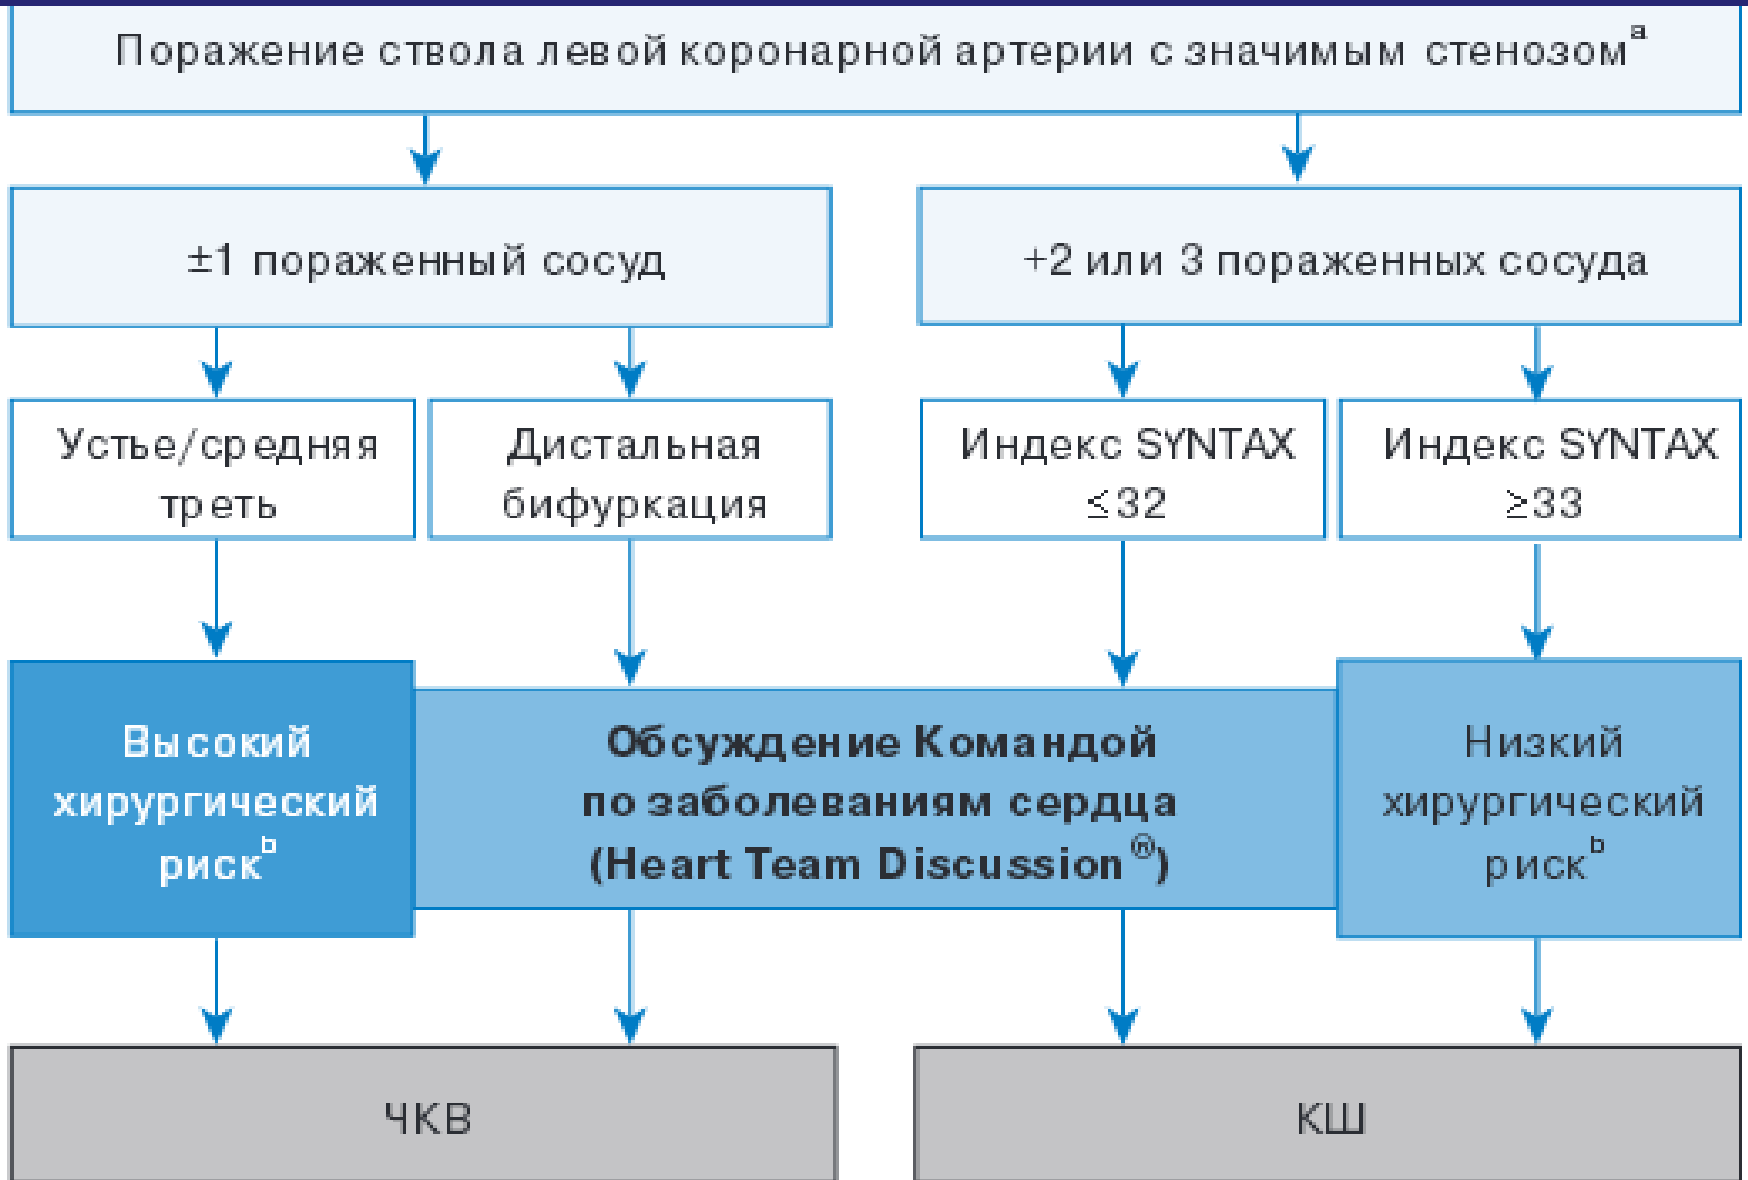 Поражение ствола левой коронарной артерии с значимым стенозом a
±1 пораженный сосуд
+2 или 3 пораженных сосуда
Устье/средняя
треть
Дистальная
бифуркация
Индекс SYNTAX
≤32
Индекс SYNTAX
≥33
Высокий
хирургический
риск b
Обсуждение Командой
по заболеваниям сердца
(Heart Team Discussion®)
Низкий
хирургический
риск b
ЧКВ
КШ